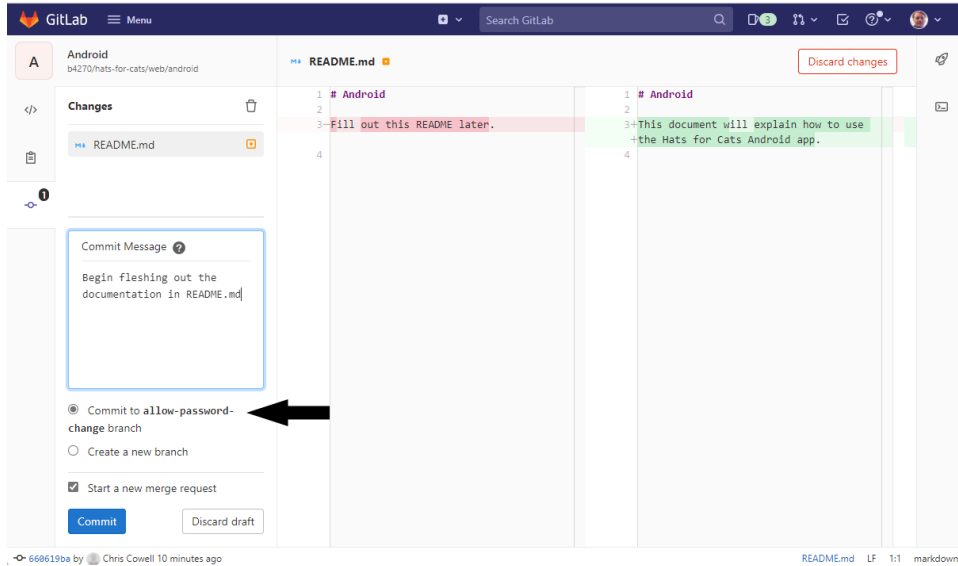 GitLab Menu Search GitLab 3
A Android
b4270/hats-for-cats/web/android
README.md Discard changes
Changes
README.md
1
Commit Message ?
Begin fleshing out the
documentation in README.md
Commit to allow-password-
change branch
Create a new branch
Start a new merge request
Commit Discard draft
1 # Android
2
3-Fill out this README later.
4
1 # Android
2
3+This document will explain how to use
+the Hats for Cats Android app.
4
660619ba by Chris Cowell 10 minutes ago README.md LF 1:1 markdown